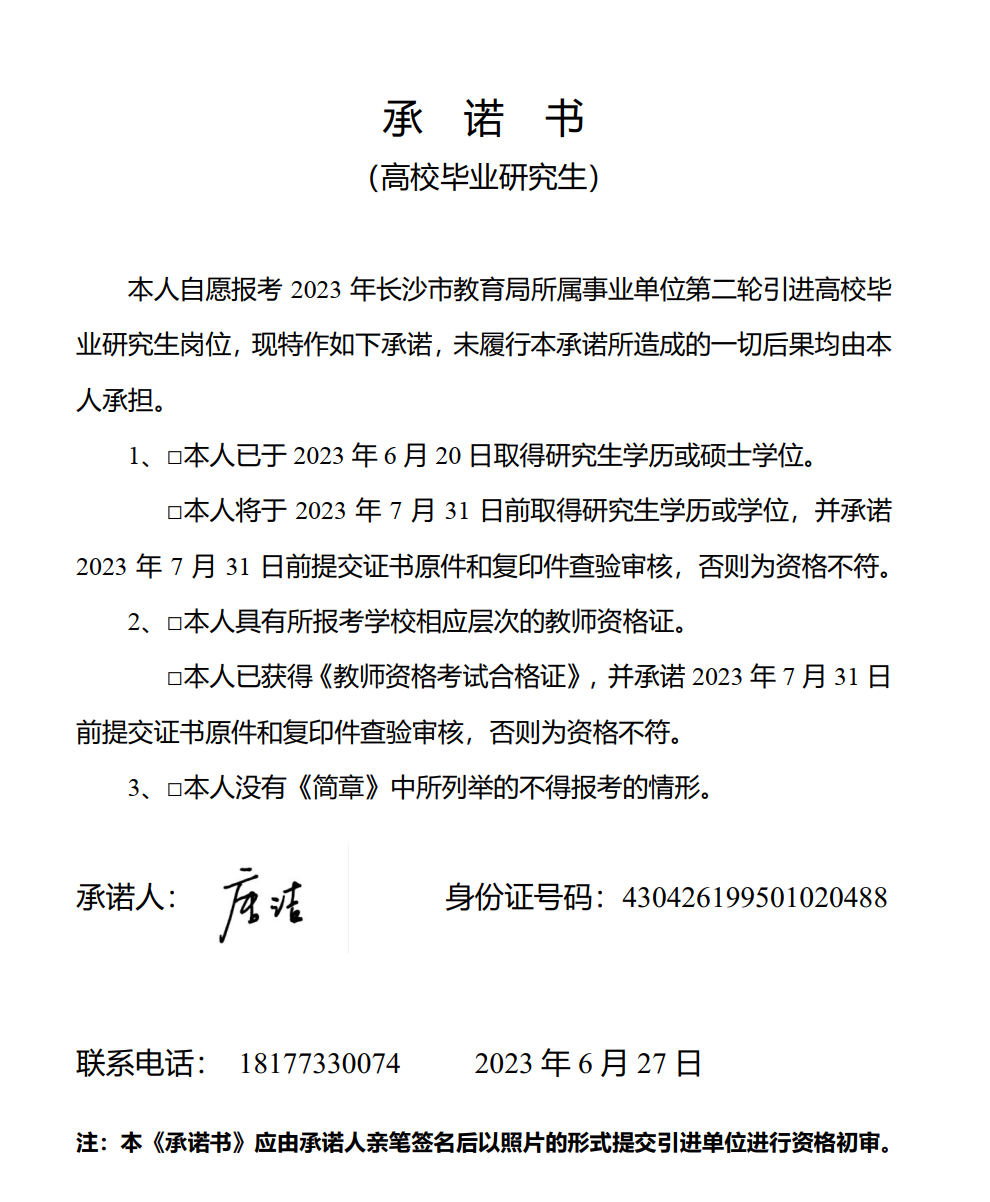 承 诺 书
（高校毕业研究生）
本人自愿报考 2023 年长沙市教育局所属事业单位第二轮引进高校毕
业研究生岗位，现特作如下承诺，未履行本承诺所造成的一切后果均由本
人承担。
1、□本人已于 2023 年 6 月 20 日取得研究生学历或硕士学位。
□本人将于 2023 年 7 月 31 日前取得研究生学历或学位，并承诺
2023 年 7 月 31 日前提交证书原件和复印件查验审核，否则为资格不符。
2、□本人具有所报考学校相应层次的教师资格证。
□本人已获得《教师资格考试合格证》，并承诺 2023 年 7 月 31 日
前提交证书原件和复印件查验审核，否则为资格不符。
3、□本人没有《简章》中所列举的不得报考的情形。
承诺人： 唐洁 身份证号码：430426199501020488
联系电话： 18177330074 2023 年 6 月 27 日
注：本《承诺书》应由承诺人亲笔签名后以照片的形式提交引进单位进行资格初审。